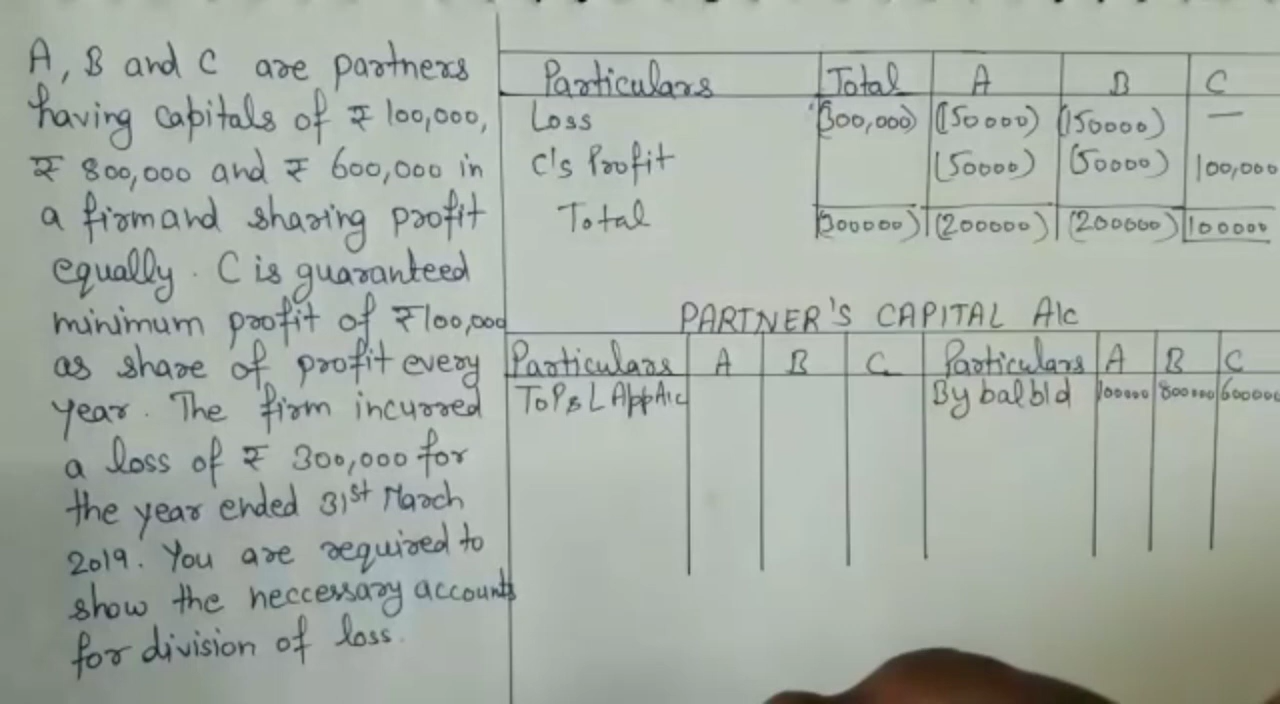 A, B and C are partners
having capitals of ₹ 100,000,
₹ 800,000 and ₹ 600,000 in
a firm and sharing profit
equally. C is guaranteed
minimum profit of ₹100,000
as share of profit every
year. The firm incurred
a loss of ₹ 300,000 for
the year ended 31st March
2019. You are required to
show the neccessary accounts
for division of loss.
Particulars Total A B C
Loss (300,000) (150000) (150000) —
C's Profit (50000) (50000) 100,000
Total (300000) (200000) (200000) 100000
PARTNER'S CAPITAL A/c
Particulars A B C Particulars A B C
To P&L App A/c By bal b/d 100000 800000 600000